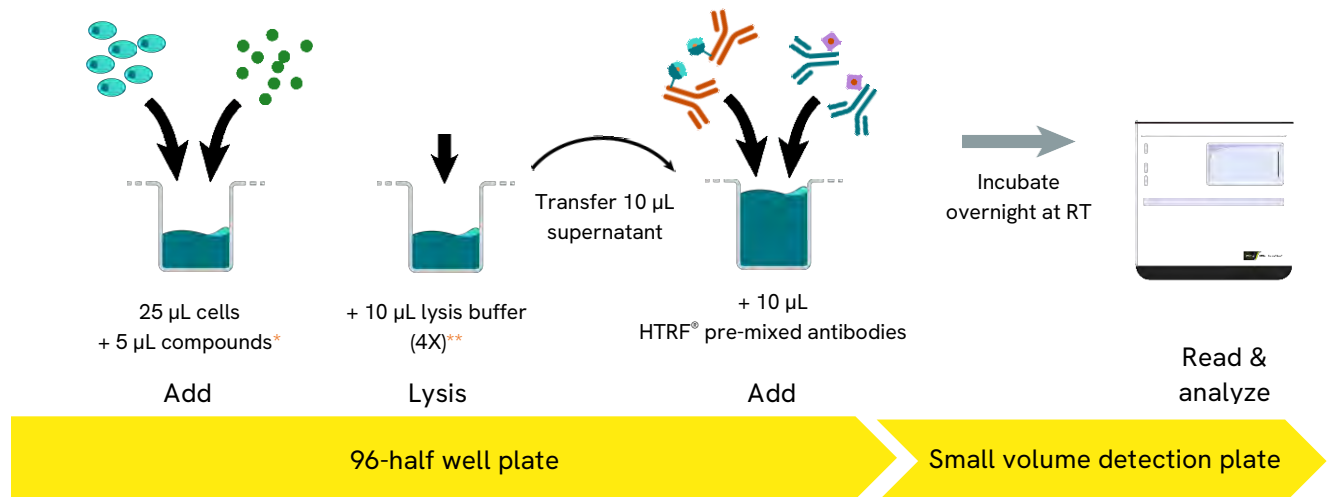 25 µL cells
+ 5 µL compounds*
Add
+ 10 µL lysis buffer
(4X)**
Lysis
Transfer 10 µL
supernatant
+ 10 µL
HTRF® pre-mixed antibodies
Add
Incubate
overnight at RT
Read &
analyze
96-half well plate
Small volume detection plate